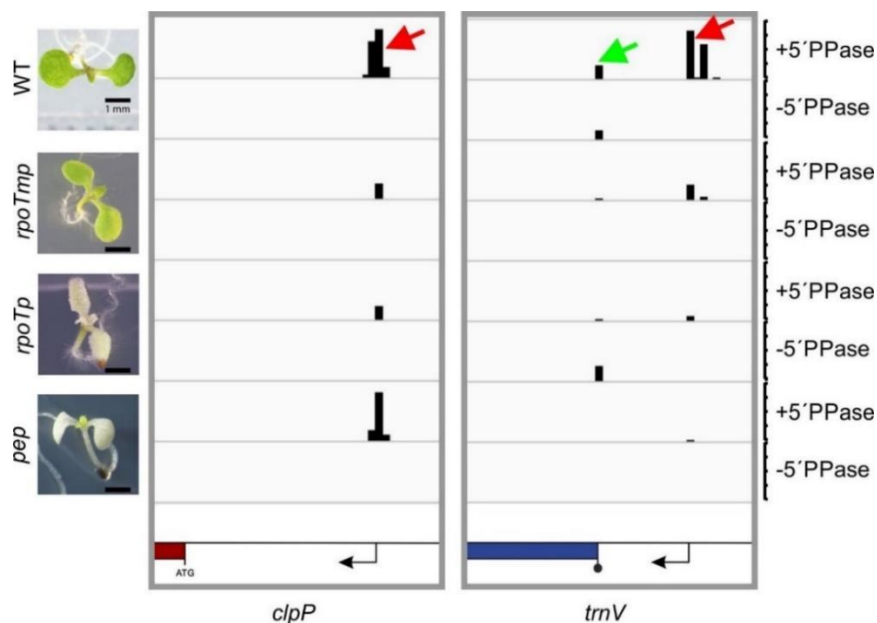 WT
1 mm
rpoTmp
rpoTp
pep
+5´PPase
-5´PPase
+5´PPase
-5´PPase
+5´PPase
-5´PPase
+5´PPase
-5´PPase
ATG
clpP
trnV